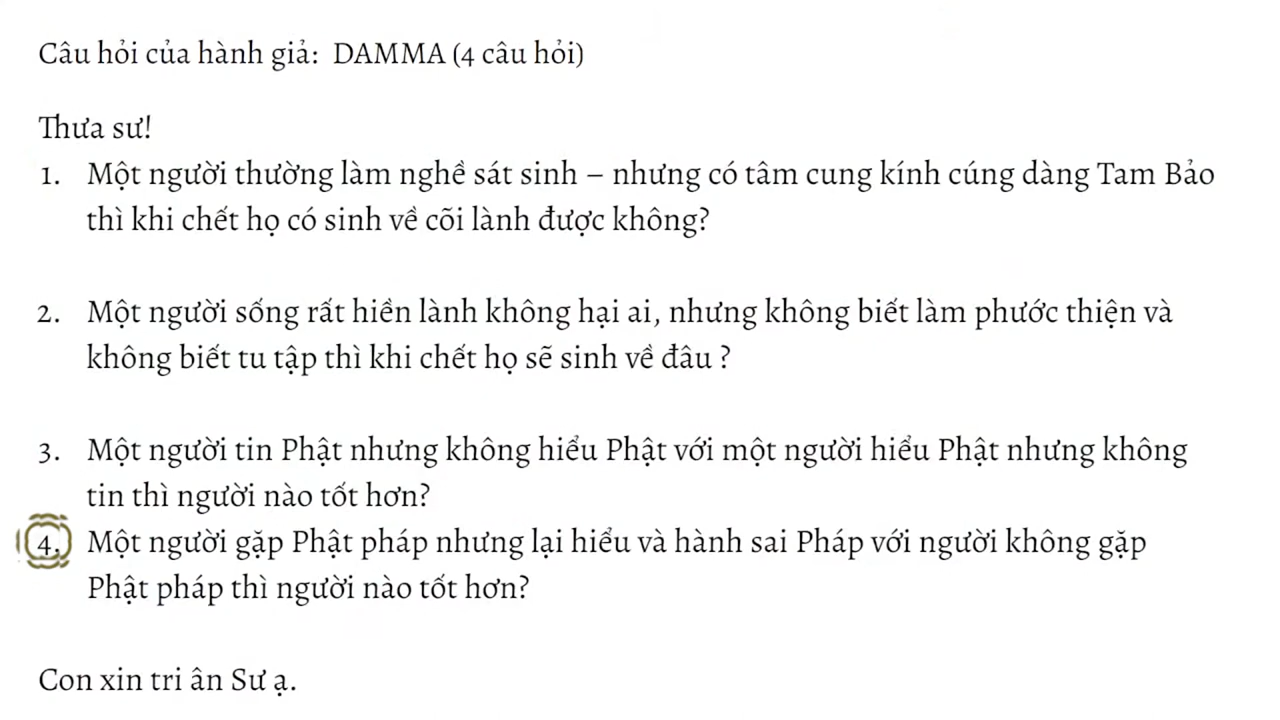 Câu hỏi của hành giả: DAMMA (4 câu hỏi)
Thưa sư!
1. Một người thường làm nghề sát sinh – nhưng có tâm cung kính cúng dàng Tam Bảo
thì khi chết họ có sinh về cõi lành được không?
2. Một người sống rất hiền lành không hại ai, nhưng không biết làm phước thiện và
không biết tu tập thì khi chết họ sẽ sinh về đâu ?
3. Một người tin Phật nhưng không hiểu Phật với một người hiểu Phật nhưng không
tin thì người nào tốt hơn?
4. Một người gặp Phật pháp nhưng lại hiểu và hành sai Pháp với người không gặp
Phật pháp thì người nào tốt hơn?
Con xin tri ân Sư ạ.